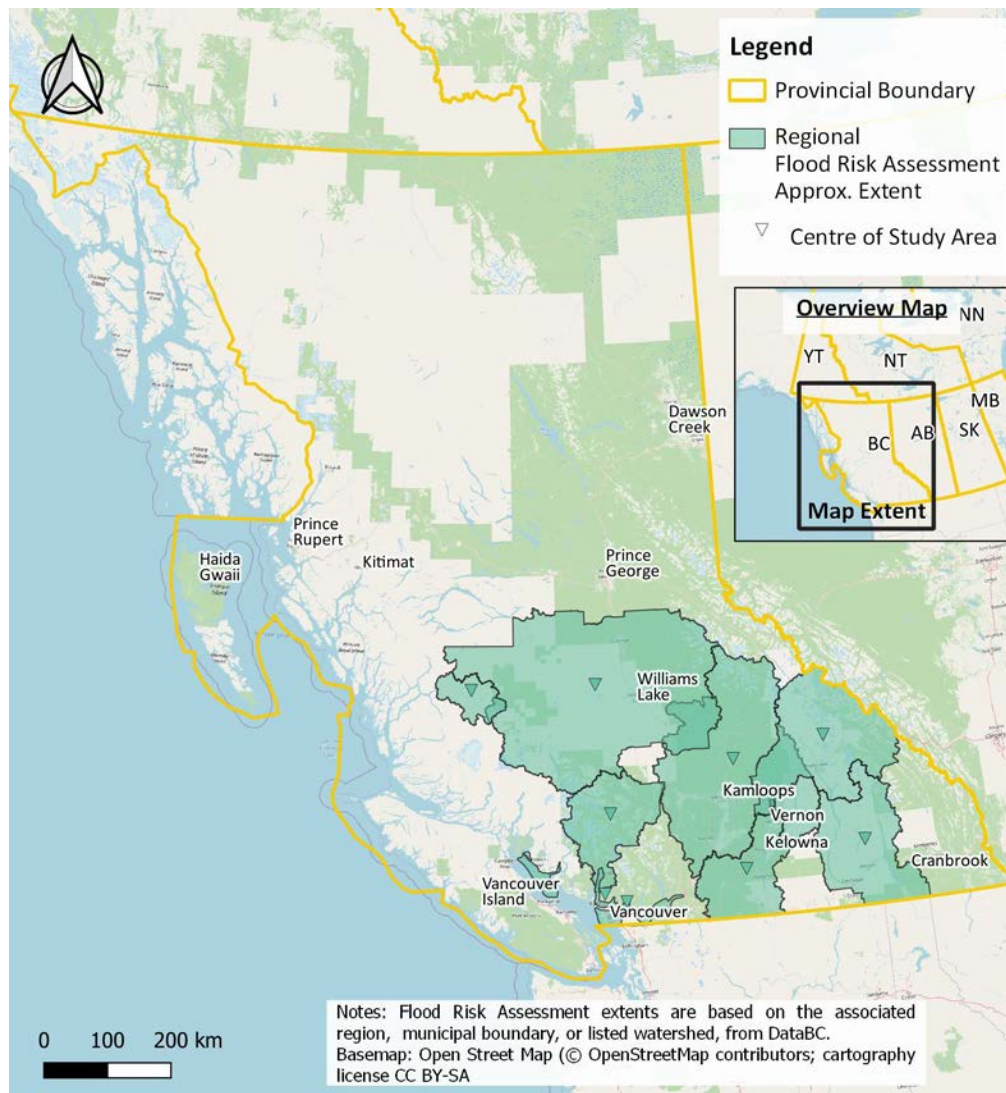 Legend
Provincial Boundary
Regional
Flood Risk Assessment
Approx. Extent
Centre of Study Area
Overview Map
NN
YT
NT
MB
BC
AB
SK
Map Extent
Dawson
Creek
Prince
Rupert
Kitimat
Prince
George
Haida
Gwaii
Williams
Lake
Kamloops
Vernon
Kelowna
Cranbrook
Vancouver
Island
Vancouver
Notes: Flood Risk Assessment extents are based on the associated
region, municipal boundary, or listed watershed, from DataBC.
Basemap: Open Street Map (© OpenStreetMap contributors; cartography
license CC BY-SA
0 100 200 km